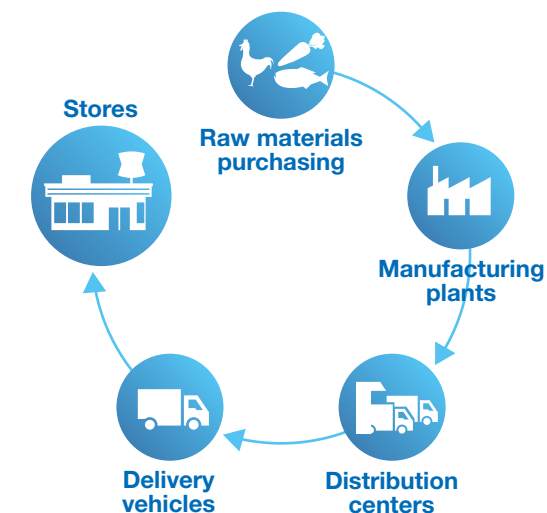 Stores
Raw materials
purchasing
Manufacturing
plants
Distribution
centers
Delivery
vehicles